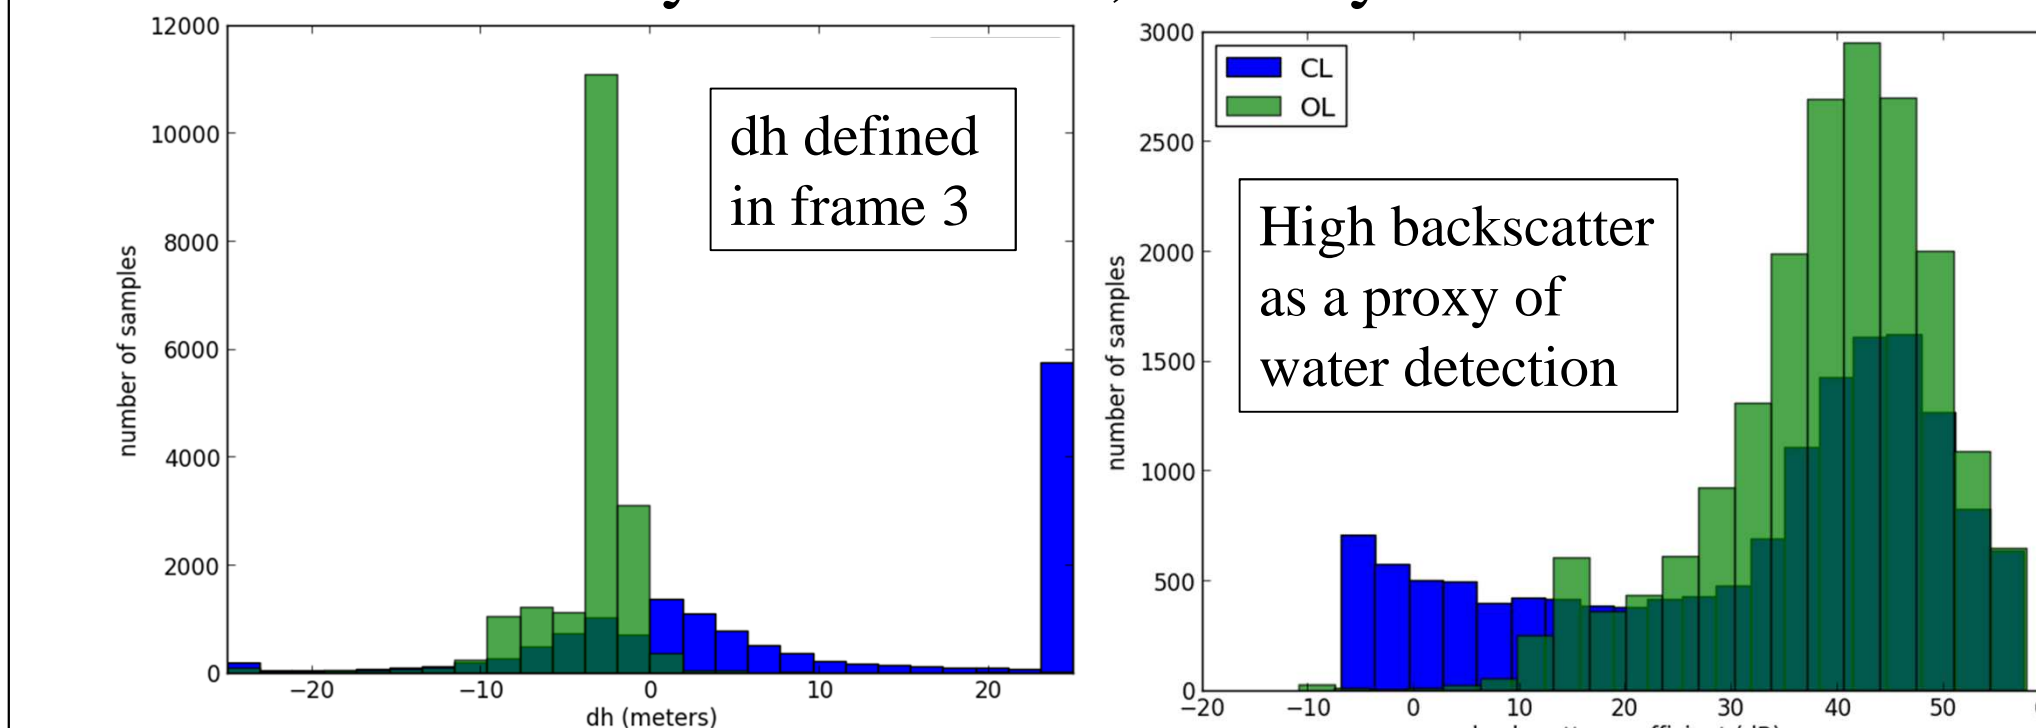 12000
10000
8000
6000
4000
2000
0
number of samples
dh defined
in frame 3
−20
−10
0
10
20
dh (meters)
3000
2500
2000
1500
1000
500
0
number of samples
CL
OL
High backscatter
as a proxy of
water detection
−20
−10
0
10
20
30
40
50